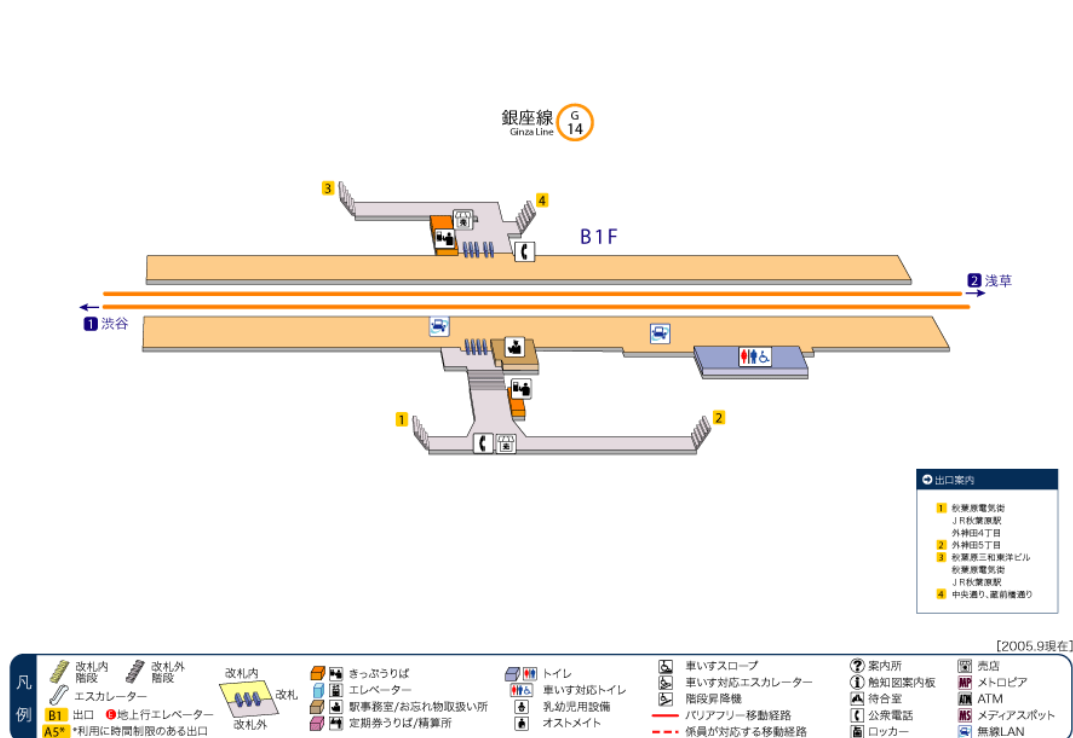 銀座線
Ginza Line
G
14
3
4
B1F
2 浅草
1 渋谷
1
2
出口案内
1 秋葉原電気街
JR秋葉原駅
外神田4丁目
2 外神田5丁目
3 秋葉原三和東洋ビル
秋葉原電気街
JR秋葉原駅
4 中央通り、蔵前橋通り
[2005.9現在]
凡例
改札内
階段
改札外
階段
エスカレーター
B1 出口
地上行エレベーター
A5* *利用に時間制限のある出口
改札内
改札
改札外
きっぷうりば
エレベーター
駅事務室/お忘れ物取扱い所
定期券うりば/精算所
トイレ
車いす対応トイレ
乳幼児用設備
オストメイト
車いすスロープ
車いす対応エスカレーター
階段昇降機
バリアフリー移動経路
係員が対応する移動経路
? 案内所
i 触知図案内板
待合室
公衆電話
ロッカー
売店
MP メトロピア
ATM ATM
MS メディアスポット
無線LAN